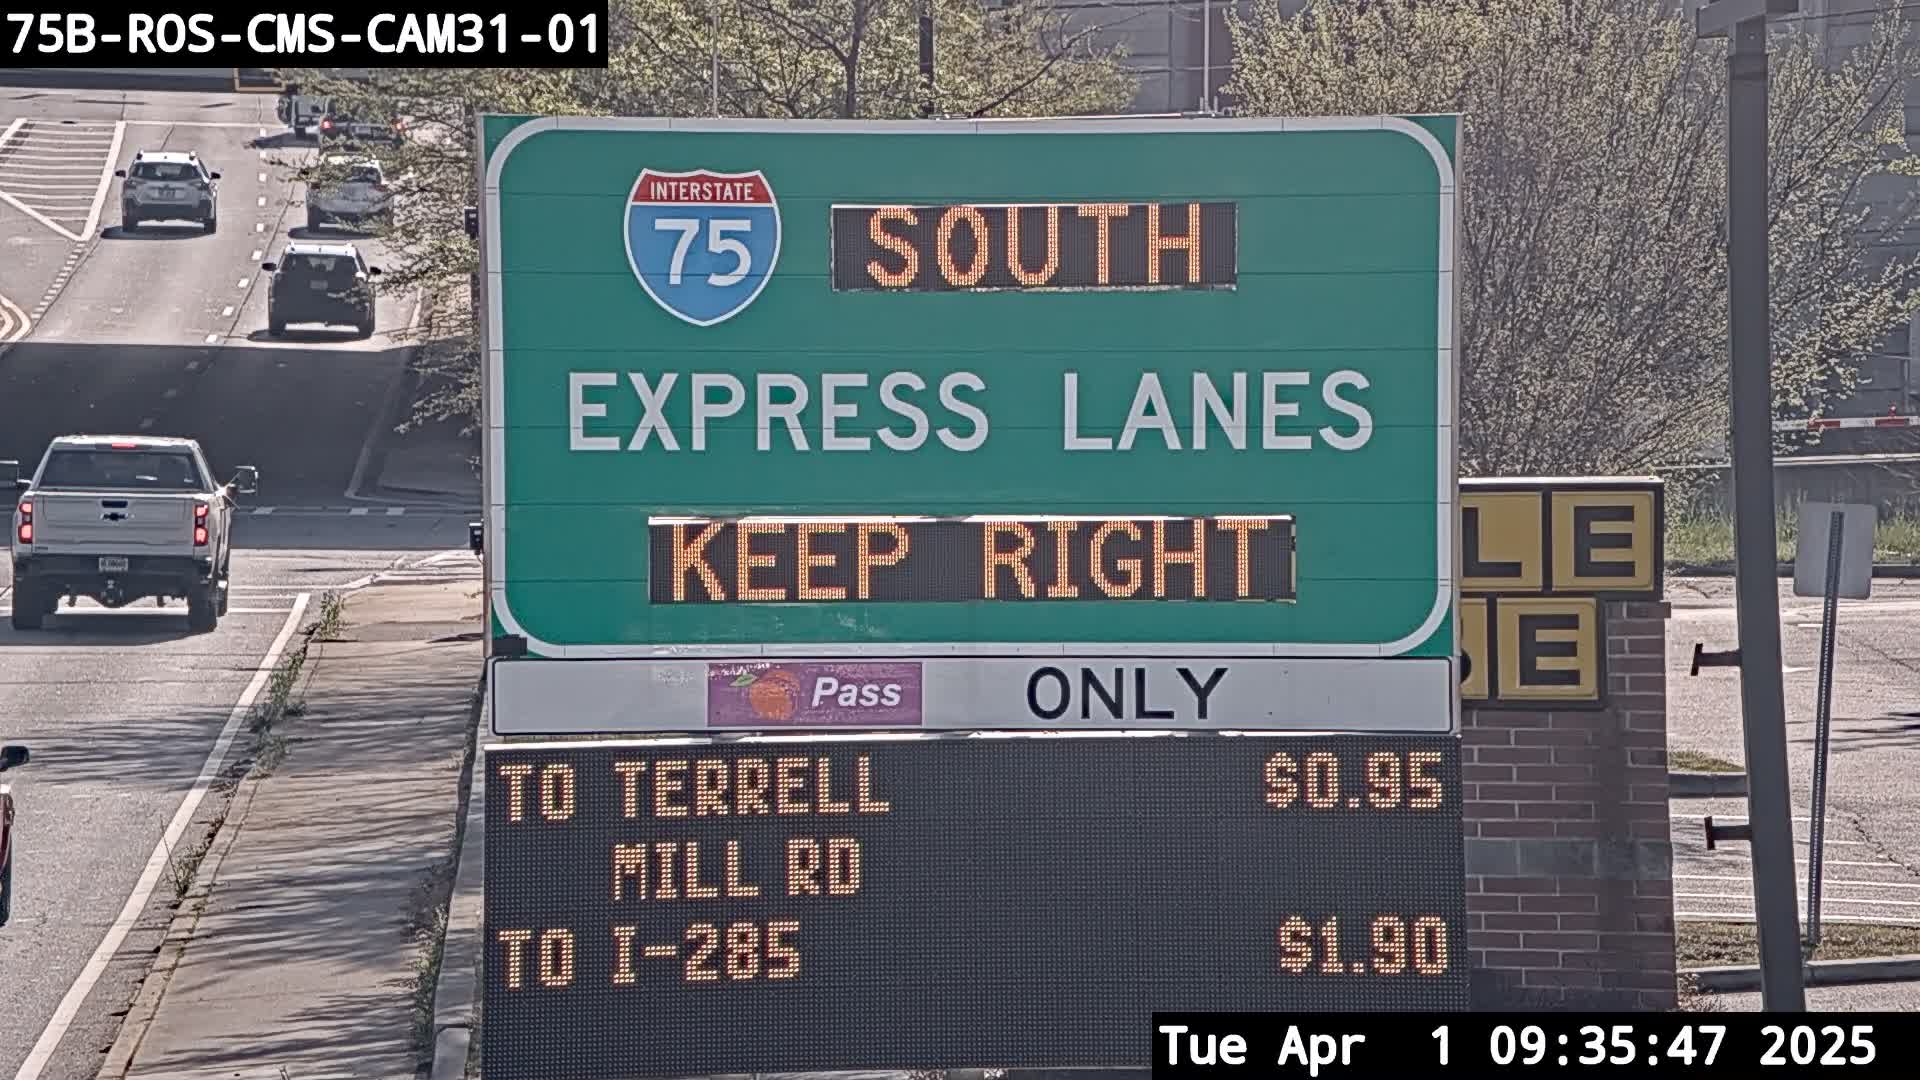 75B-ROS-CMS-CAM31-01
INTERSTATE
75
SOUTH
EXPRESS LANES
KEEP RIGHT
Pass ONLY
TO TERRELL $0.95
MILL RD
TO I-285 $1.90
LE
E
Tue Apr 1 09:35:47 2025